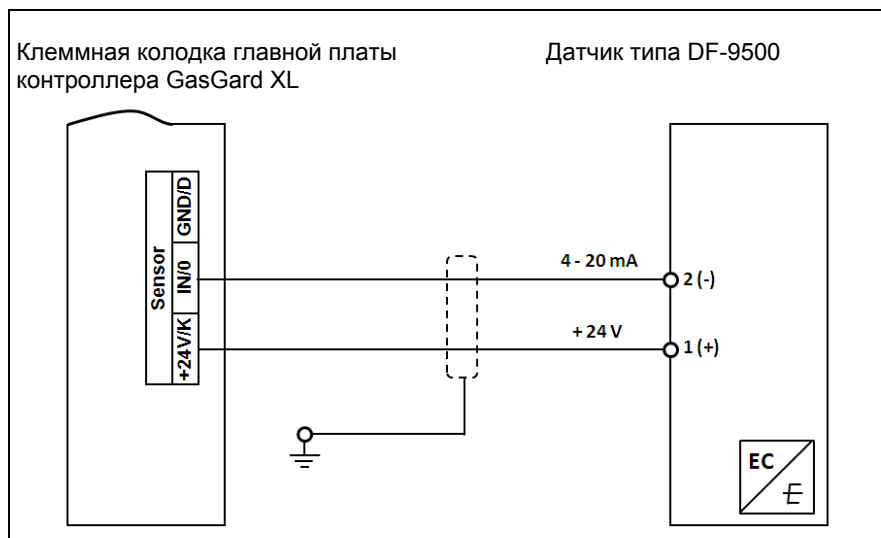 Клеммная колодка главной платы
контроллера GasGard XL
Датчик типа DF-9500
Sensor
GND/D
IN/0
+24V/K
4 - 20 mA
2 (-)
+ 24 V
1 (+)
EC
E